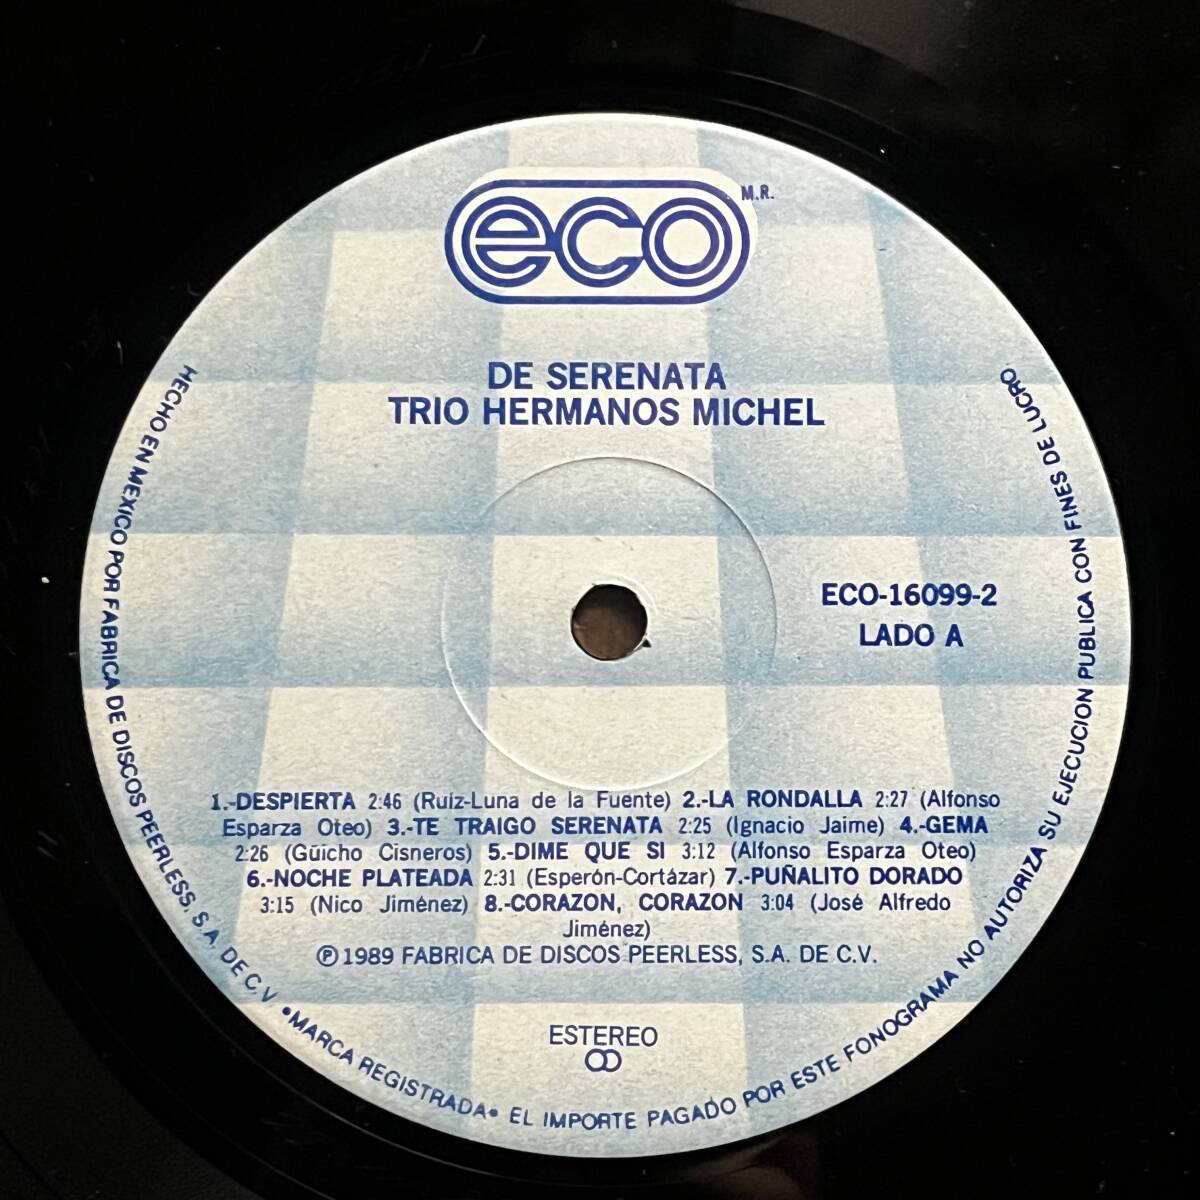 eco
M.R.
DE SERENATA
TRIO HERMANOS MICHEL
ECO-16099-2
LADO A
1.-DESPIERTA 2:46 (Ruiz-Luna de la Fuente) 2.-LA RONDALLA 2:27 (Alfonso
Esparza Oteo) 3.-TE TRAIGO SERENATA 2:25 (Ignacio Jaime) 4.-GEMA
2:26 (Güicho Cisneros) 5.-DIME QUE SI 3:12 (Alfonso Esparza Oteo)
6.-NOCHE PLATEADA 2:31 (Esperón-Cortázar) 7.-PUÑALITO DORADO
3:15 (Nico Jiménez) 8.-CORAZON, CORAZON 3:04 (José Alfredo
Jiménez)
Ⓟ 1989 FABRICA DE DISCOS PEERLESS, S.A. DE C.V.
ESTEREO
HECHO EN MEXICO POR FABRICA DE DISCOS PEERLESS, S.A. DE C.V. •MARCA REGISTRADA• EL IMPORTE PAGADO POR ESTE FONOGRAMA NO AUTORIZA SU EJECUCION PUBLICA CON FINES DE LUCRO